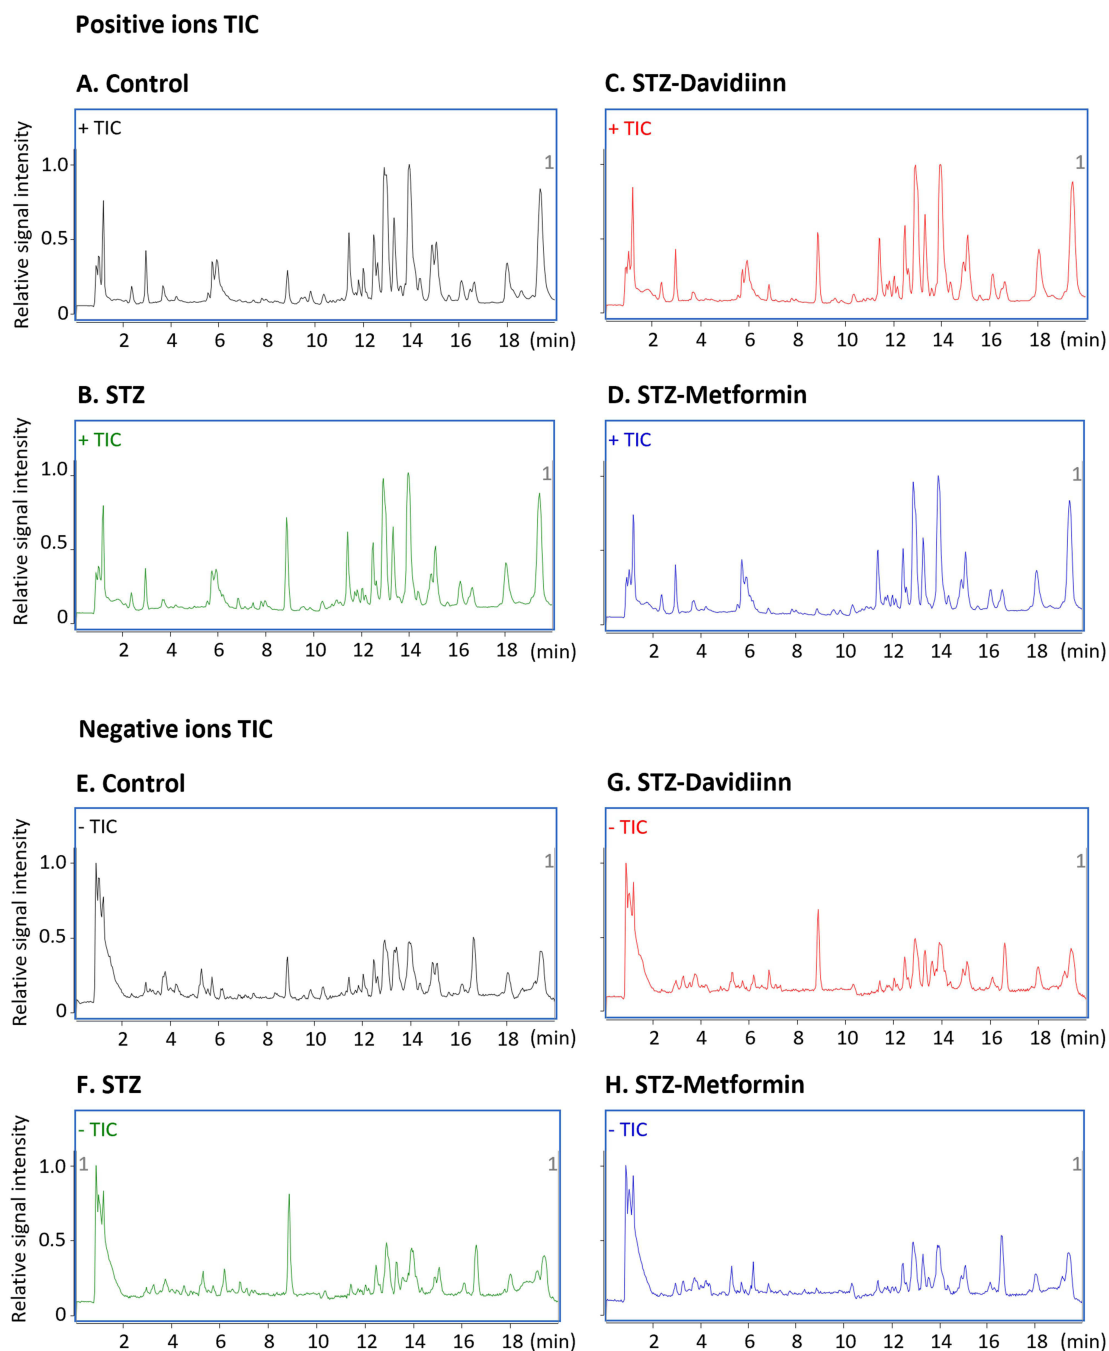 Positive ions TIC
A. Control
+ TIC
1
Relative signal intensity
1.0
0.5
0
2 4 6 8 10 12 14 16 18 (min)
C. STZ-Davidiinn
+ TIC
1
2 4 6 8 10 12 14 16 18 (min)
B. STZ
+ TIC
1
Relative signal intensity
1.0
0.5
0
2 4 6 8 10 12 14 16 18 (min)
D. STZ-Metformin
+ TIC
1
2 4 6 8 10 12 14 16 18 (min)
Negative ions TIC
E. Control
- TIC
1
Relative signal intensity
1.0
0.5
0
2 4 6 8 10 12 14 16 18 (min)
G. STZ-Davidiinn
- TIC
1
2 4 6 8 10 12 14 16 18 (min)
F. STZ
- TIC
1 1
Relative signal intensity
1.0
0.5
0
2 4 6 8 10 12 14 16 18 (min)
H. STZ-Metformin
- TIC
1
2 4 6 8 10 12 14 16 18 (min)